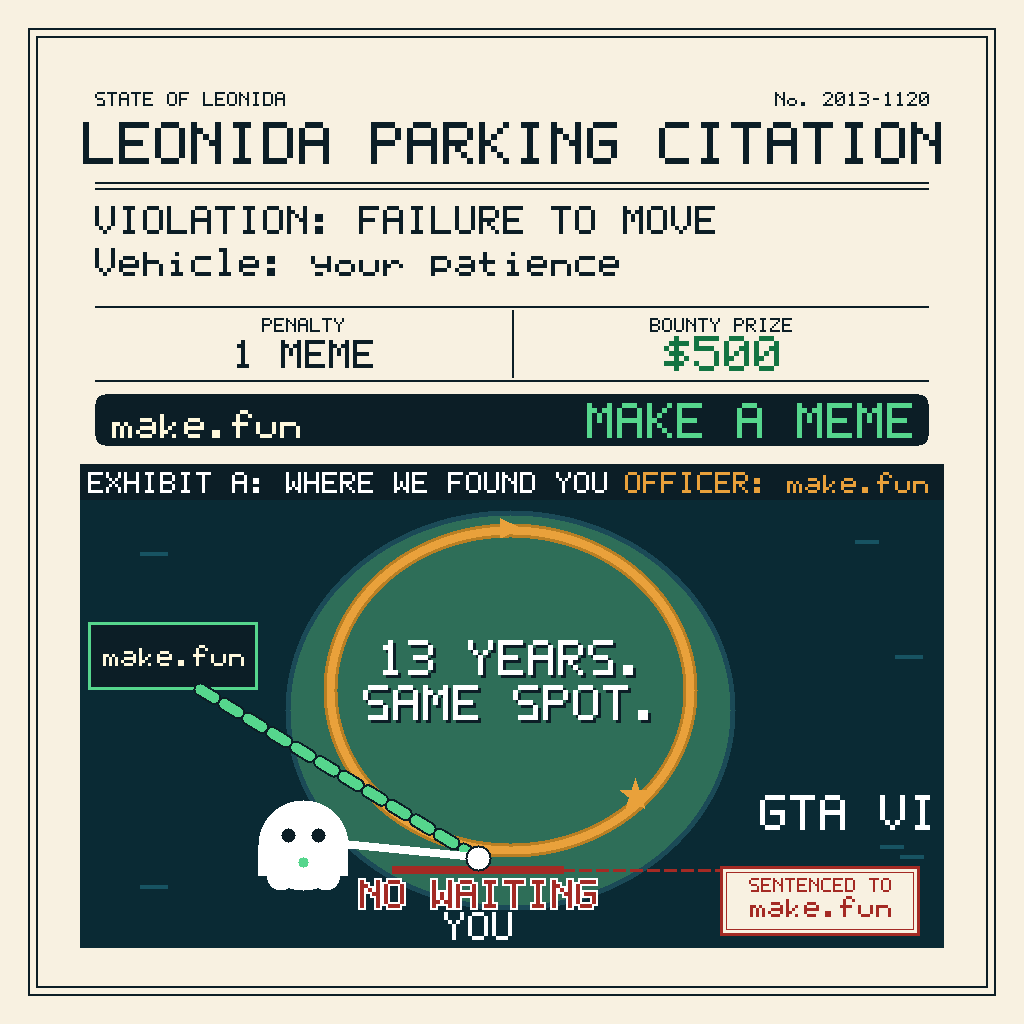 STATE OF LEONIDA
No. 2013-1120
LEONIDA PARKING CITATION
VIOLATION: FAILURE TO MOVE
Vehicle: your patience
PENALTY
1 MEME
BOUNTY PRIZE
$500
make.fun
MAKE A MEME
EXHIBIT A: WHERE WE FOUND YOU
OFFICER: make.fun
make.fun
13 YEARS.
SAME SPOT.
GTA VI
NO WAITING
YOU
SENTENCED TO
make.fun